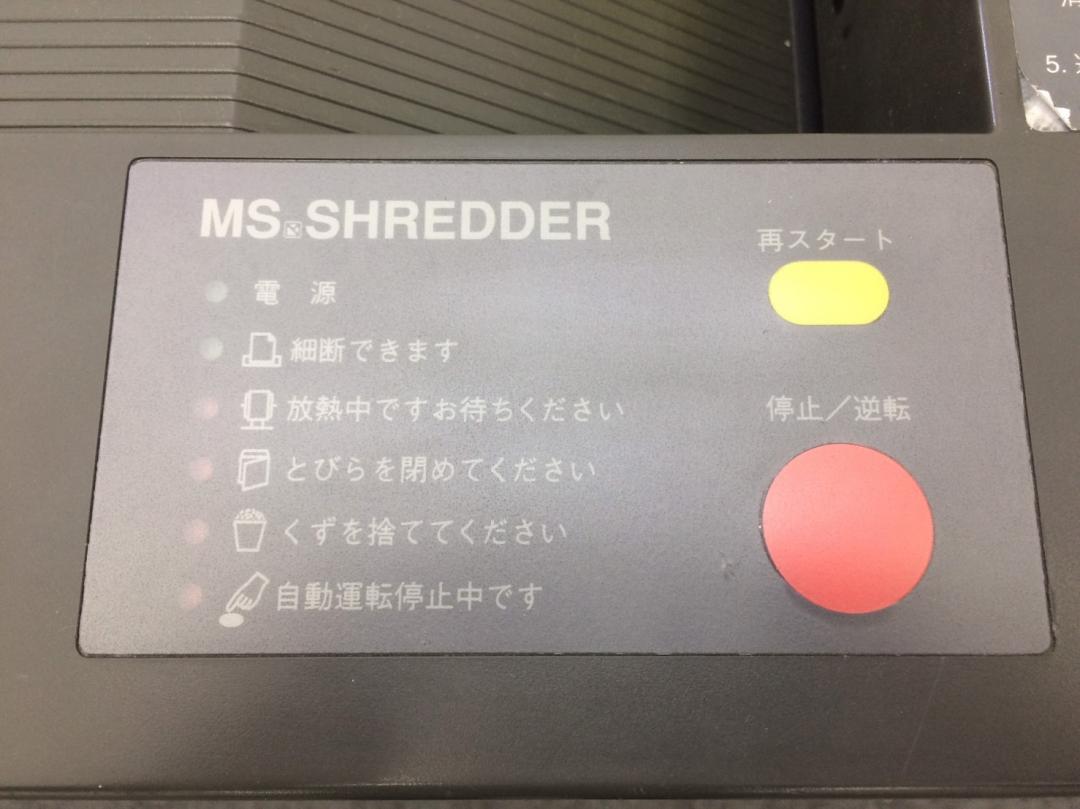 MS SHREDDER
電 源
細断できます
放熱中ですお待ちください
とびらを閉めてください
くずを捨ててください
自動運転停止中です
再スタート
停止／逆転
5.